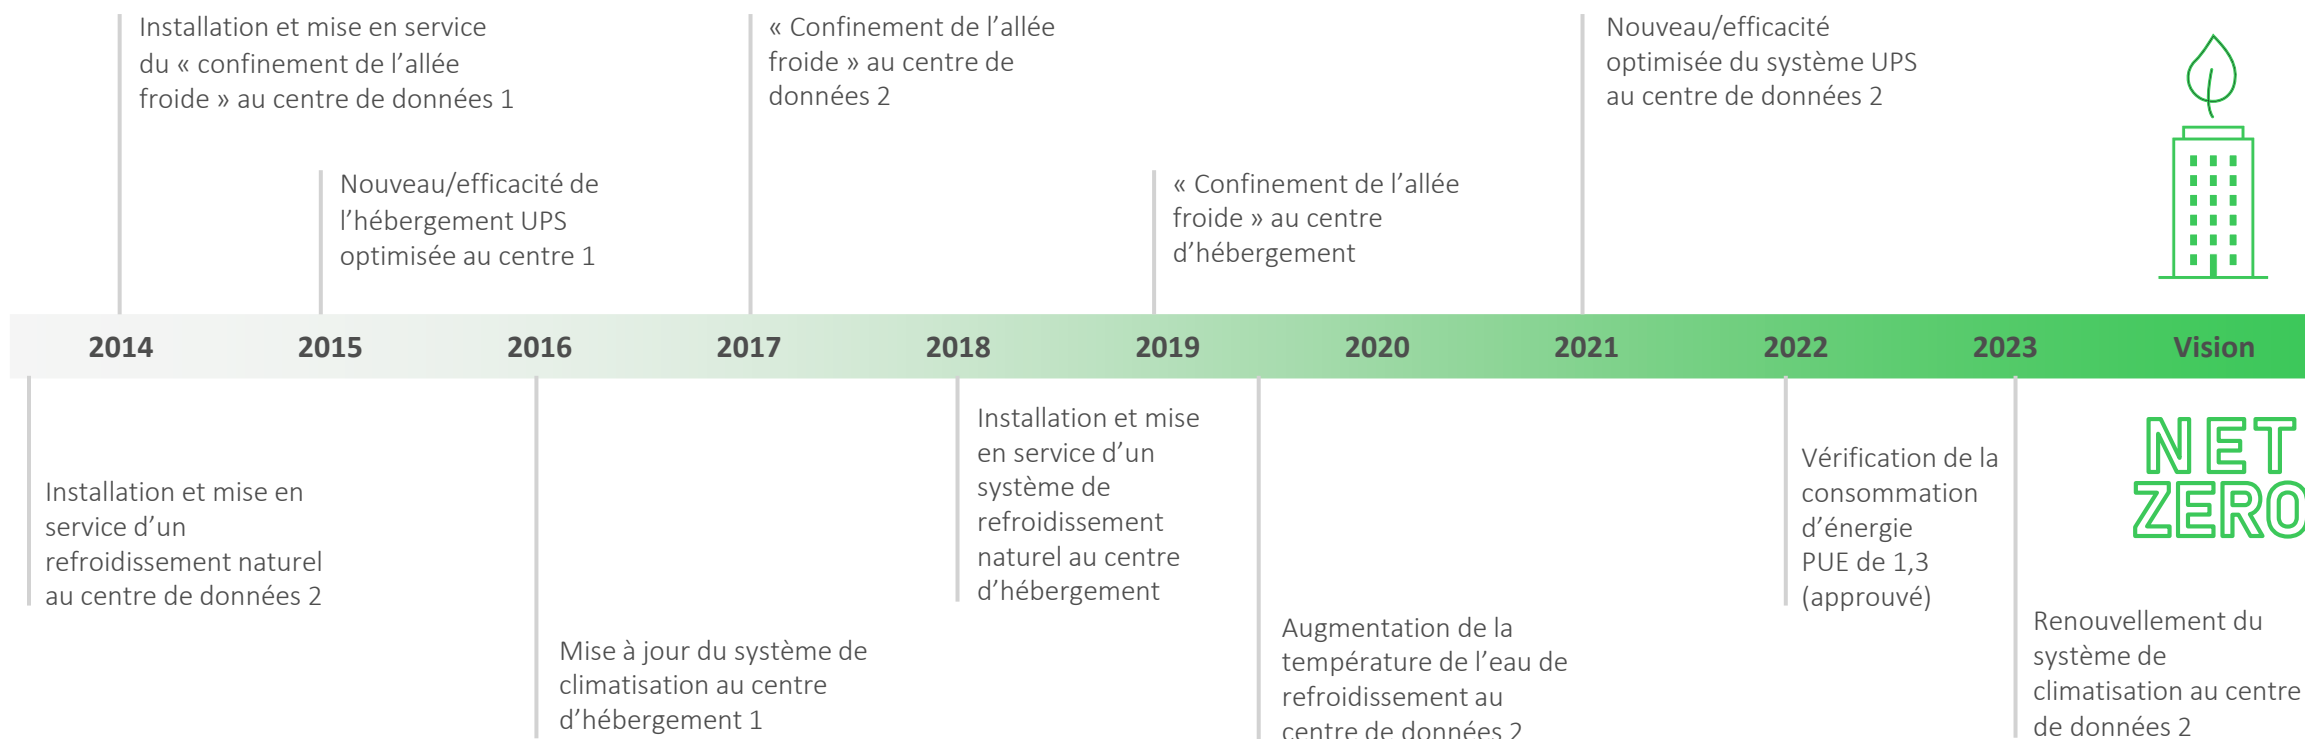 Installation et mise en service
du « confinement de l’allée
froide » au centre de données 1
« Confinement de l’allée
froide » au centre de
données 2
Nouveau/efficacité
optimisée du système UPS
au centre de données 2
Nouveau/efficacité de
l’hébergement UPS
optimisée au centre 1
« Confinement de l’allée
froide » au centre
d’hébergement
2014 2015 2016 2017 2018 2019 2020 2021 2022 2023 Vision
Installation et mise en
service d’un
refroidissement naturel
au centre de données 2
Mise à jour du système de
climatisation au centre
d’hébergement 1
Installation et mise
en service d’un
système de
refroidissement
naturel au centre
d’hébergement
Augmentation de la
température de l’eau de
refroidissement au
centre de données 2
Vérification de la
consommation
d’énergie
PUE de 1,3
(approuvé)
Renouvellement du
système de
climatisation au centre
de données 2
NET
ZERO